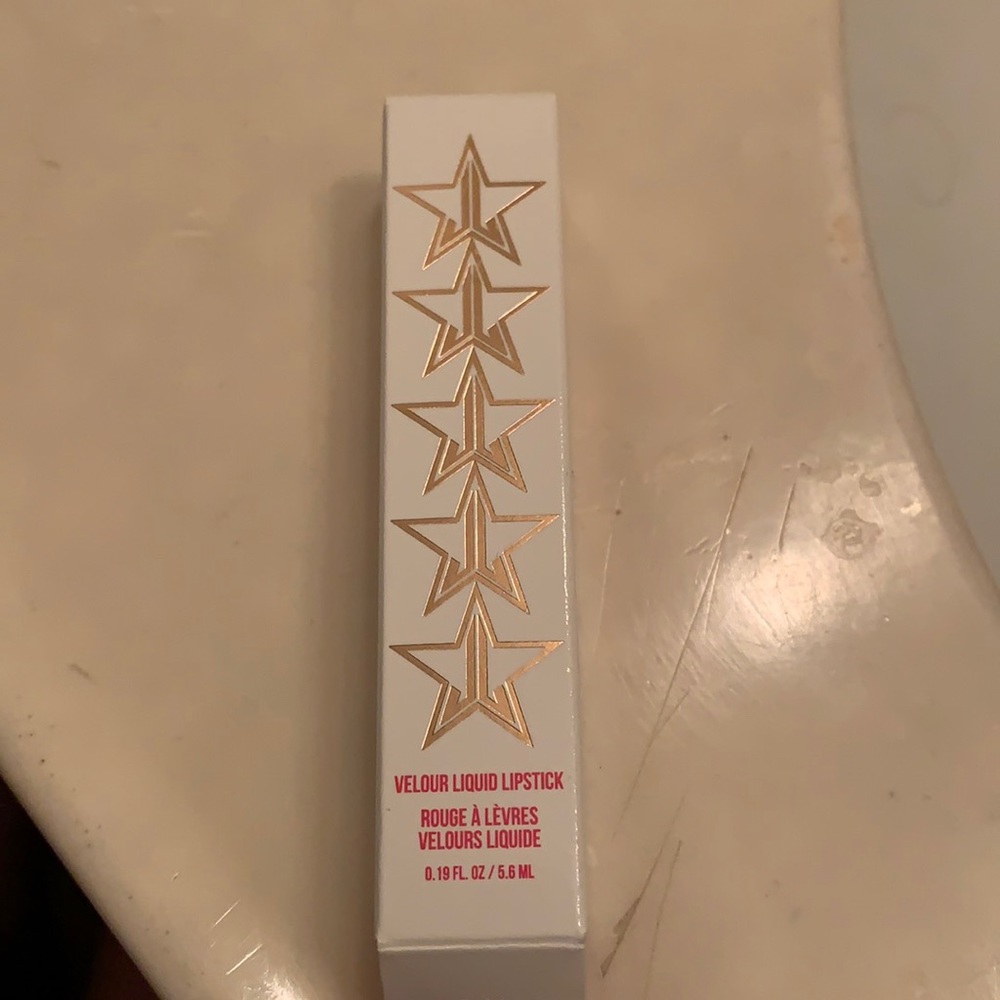 VELOUR LIQUID LIPSTICK
ROUGE À LÈVRES
VELOURS LIQUIDE
0.19 FL. OZ / 5.6 ML